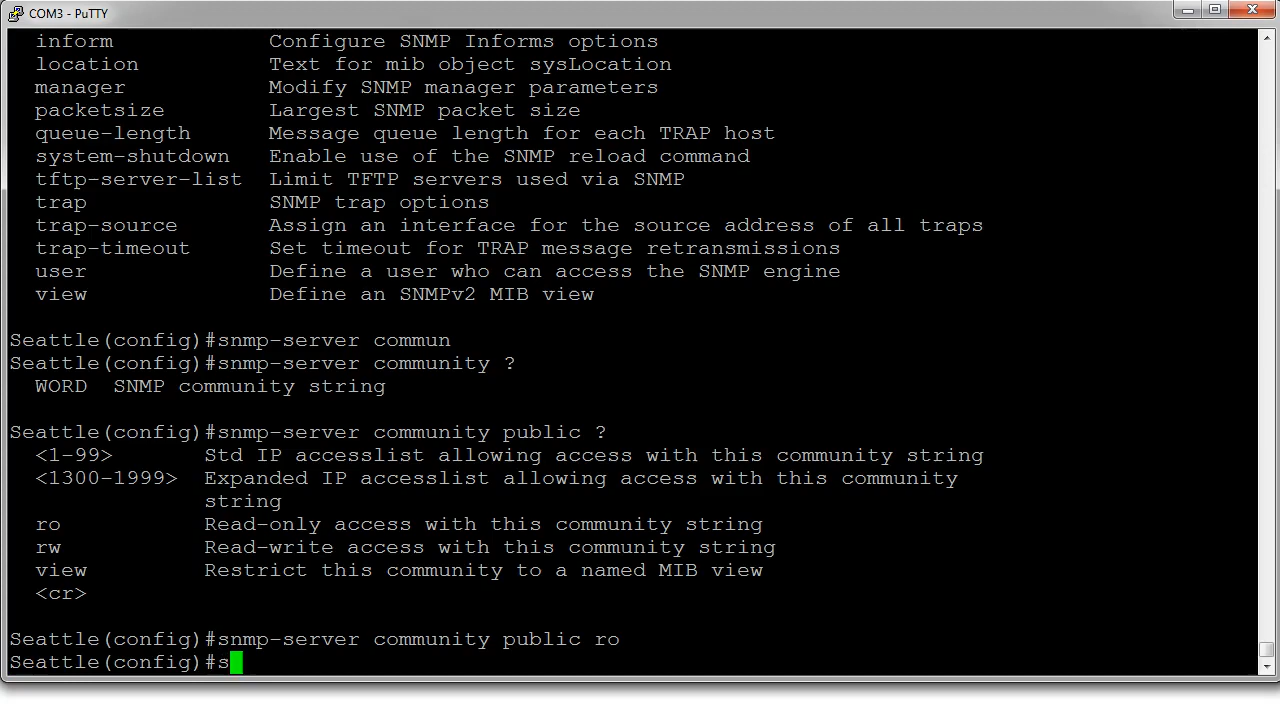 COM3 - PuTTY
inform Configure SNMP Informs options
location Text for mib object sysLocation
manager Modify SNMP manager parameters
packetsize Largest SNMP packet size
queue-length Message queue length for each TRAP host
system-shutdown Enable use of the SNMP reload command
tftp-server-list Limit TFTP servers used via SNMP
trap SNMP trap options
trap-source Assign an interface for the source address of all traps
trap-timeout Set timeout for TRAP message retransmissions
user Define a user who can access the SNMP engine
view Define an SNMPv2 MIB view
Seattle(config)#snmp-server commun
Seattle(config)#snmp-server community ?
WORD SNMP community string
Seattle(config)#snmp-server community public ?
<1-99> Std IP accesslist allowing access with this community string
<1300-1999> Expanded IP accesslist allowing access with this community
string
ro Read-only access with this community string
rw Read-write access with this community string
view Restrict this community to a named MIB view
<cr>
Seattle(config)#snmp-server community public ro
Seattle(config)#s